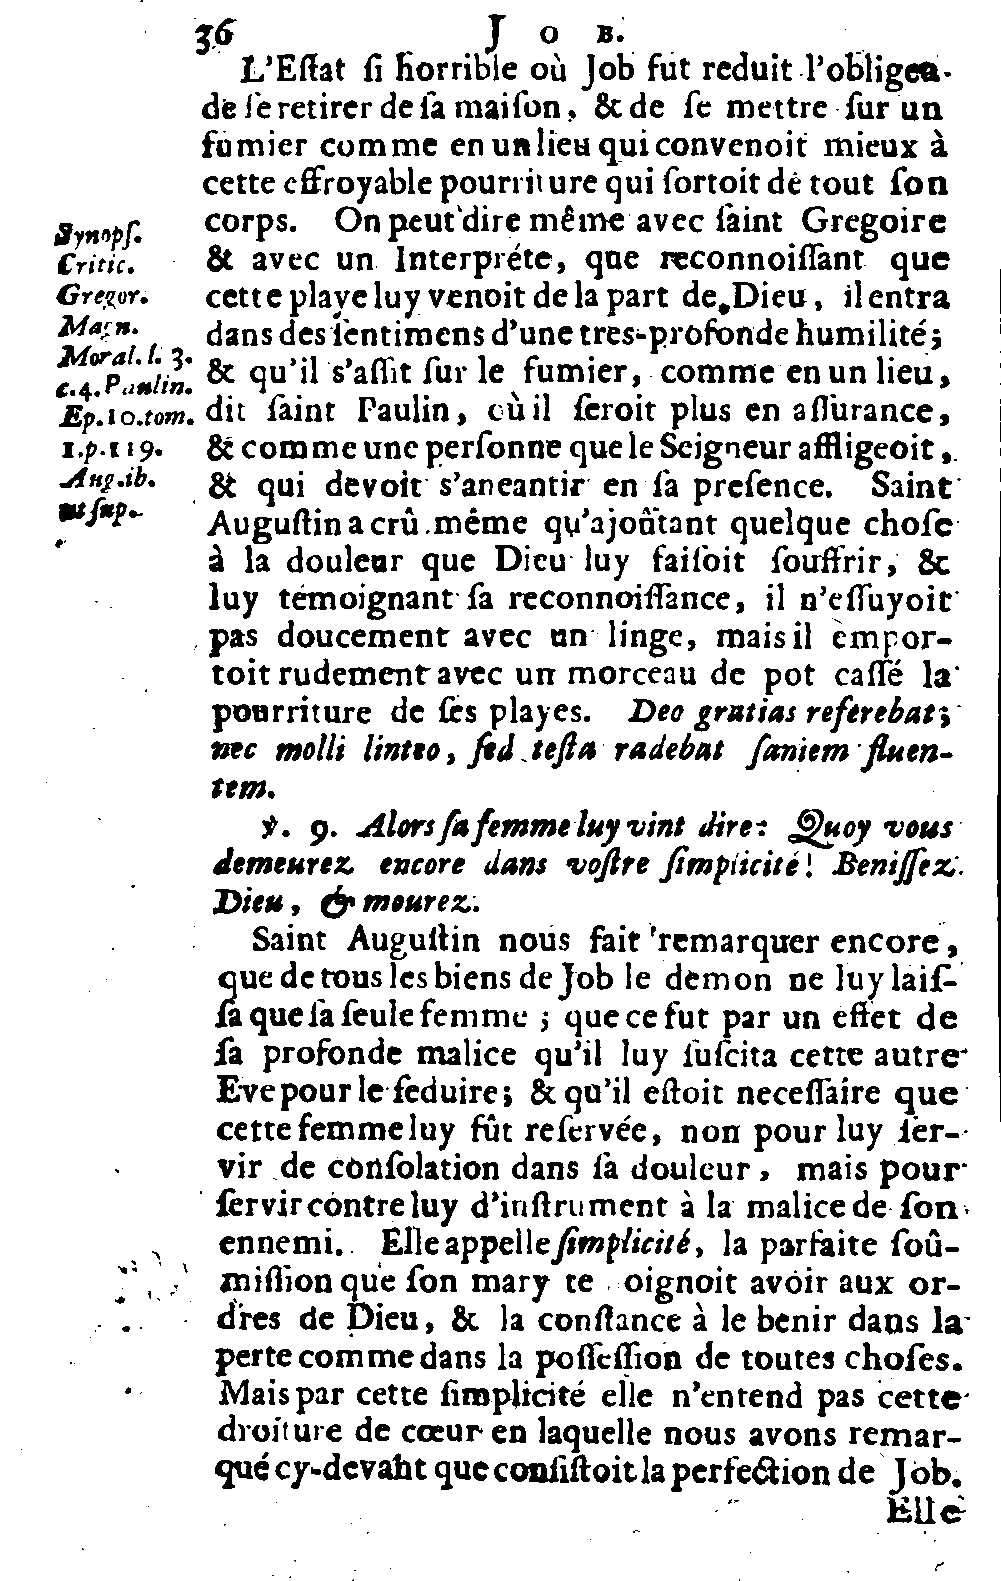 36 JOB.
L'Eſtat ſi horrible où Job fut reduit l'obligea
de ſe retirer de ſa maiſon, & de ſe mettre ſur un
fumier comme en un lieu qui convenoit mieux à
cette effroyable pourriture qui ſortoit de tout ſon
corps. On peut dire même avec ſaint Gregoire
& avec un Interpréte, que reconnoiſſant que
cette playe luy venoit de la part de Dieu, il entra
dans des ſentimens d'une tres-profonde humilité;
& qu'il s'aſſit ſur le fumier, comme en un lieu,
dit ſaint Paulin, où il ſeroit plus en aſſurance,
& comme une perſonne que le Seigneur affligeoit,
& qui devoit s'aneantir en ſa preſence. Saint
Auguſtin a crû même qu'ajoûtant quelque choſe
à la douleur que Dieu luy faiſoit ſouffrir, &
luy témoignant ſa reconnoiſſance, il n'eſſuyoit
pas doucement avec un linge, mais il empor-
toit rudement avec un morceau de pot caſſé la
pourriture de ſes playes. Deo gratias referebat;
nec molli linteo, ſed teſta radebat ſaniem fluen-
tem.
Synopſ.
Critic.
Gregor.
Magn.
Moral. l. 3.
c.4. Paulin.
Ep.10.tom.
1.p.119.
Aug.ib.
ut ſup.
℣. 9. Alors ſa femme luy vint dire: Quoy vous
demeurez encore dans voſtre ſimplicité! Beniſſez
Dieu, & mourez.
Saint Auguſtin nous fait remarquer encore,
que de tous les biens de Job le demon ne luy laiſ-
ſa que ſa ſeule femme; que ce fut par un effet de
ſa profonde malice qu'il luy ſuſcita cette autre
Eve pour le ſeduire; & qu'il eſtoit neceſſaire que
cette femme luy fût reſervée, non pour luy ſer-
vir de conſolation dans ſa douleur, mais pour
ſervir contre luy d'inſtrument à la malice de ſon
ennemi. Elle appelle ſimplicité, la parfaite ſoû-
miſſion que ſon mary te oignoit avoir aux or-
dres de Dieu, & la conſtance à le benir dans la
perte comme dans la poſſeſſion de toutes choſes.
Mais par cette ſimplicité elle n'entend pas cette
droiture de cœur en laquelle nous avons remar-
qué cy-devant que conſiſtoit la perfection de Job.
Elle